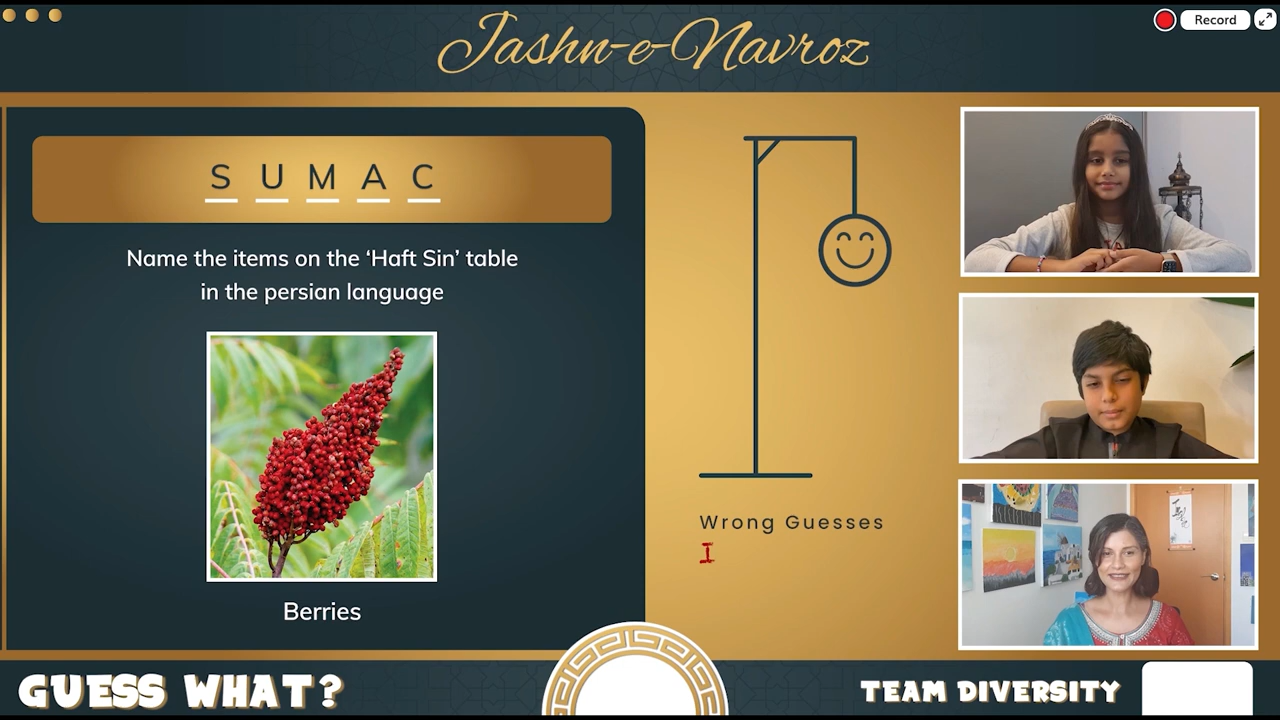 Record
Jashn-e-Navroz
S U M A C
Name the items on the ‘Haft Sin’ table
in the persian language
Berries
Wrong Guesses
I
GUESS WHAT?
TEAM DIVERSITY